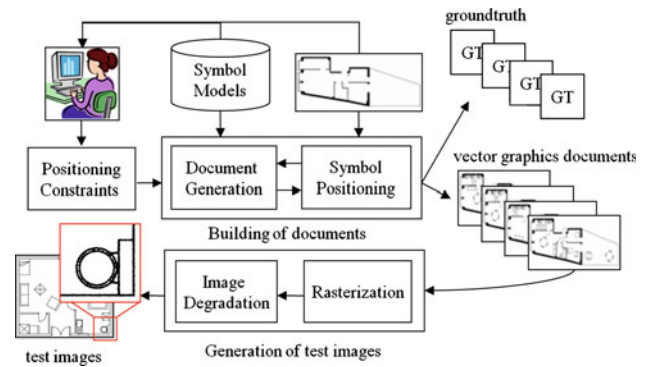 groundtruth
GT
GT
GT
GT
Symbol
Models
Positioning
Constraints
Document
Generation
Symbol
Positioning
Building of documents
vector graphics documents
Image
Degradation
Rasterization
Generation of test images
test images